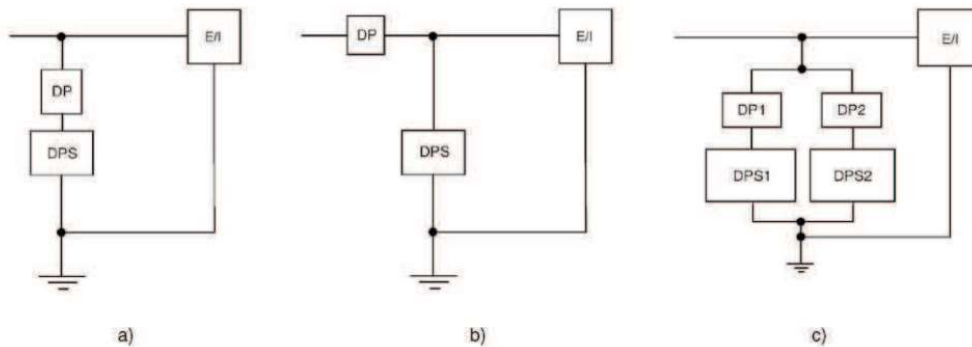 E/I
DP
DPS
a)
DP
E/I
DPS
b)
E/I
DP1 DP2
DPS1 DPS2
c)